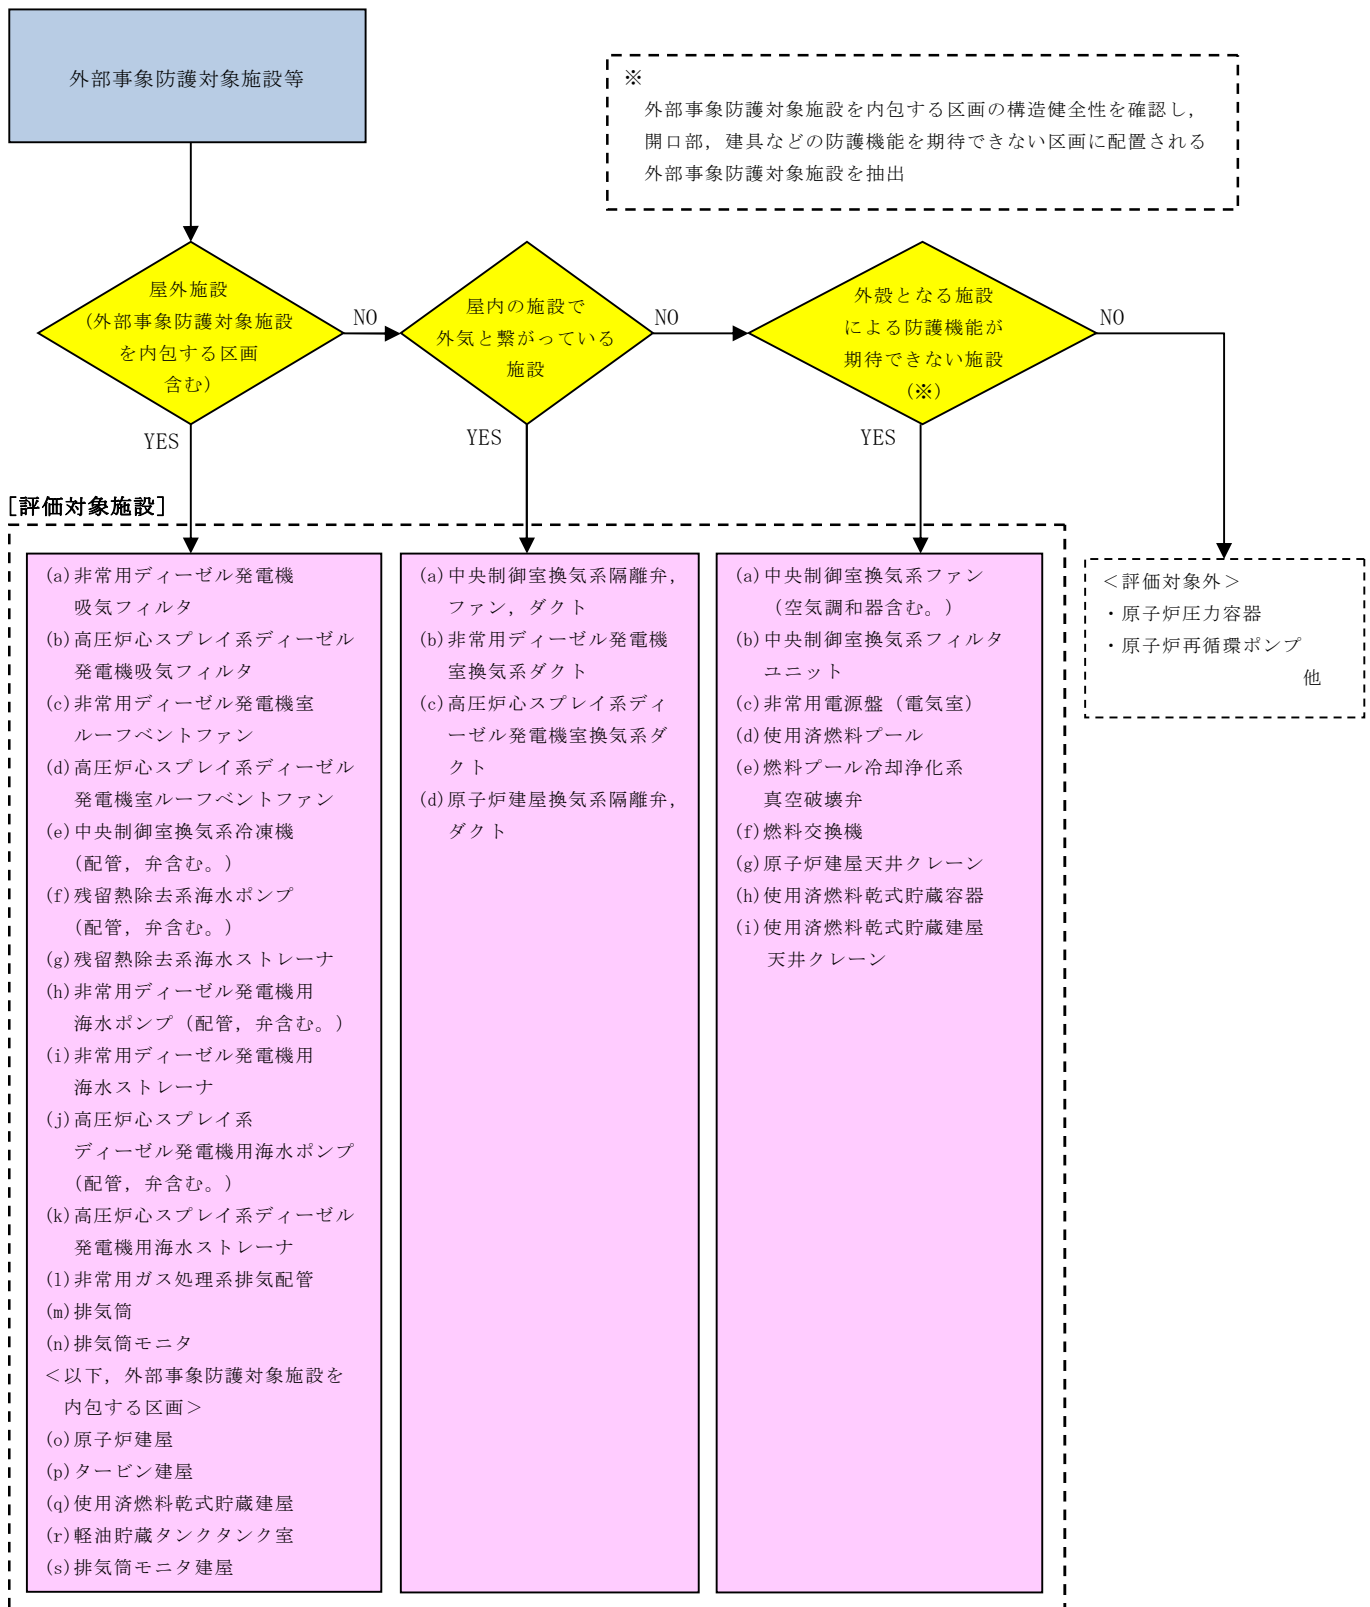 外部事象防護対象施設等
※
外部事象防護対象施設を内包する区画の構造健全性を確認し，
開口部，建具などの防護機能を期待できない区画に配置される
外部事象防護対象施設を抽出
屋外施設
(外部事象防護対象施設
を内包する区画
含む)
NO
屋内の施設で
外気と繋がっている
施設
NO
外殻となる施設
による防護機能が
期待できない施設
(※)
NO
YES
YES
YES
[評価対象施設]
(a)非常用ディーゼル発電機
吸気フィルタ
(b)高圧炉心スプレイ系ディーゼル
発電機吸気フィルタ
(c)非常用ディーゼル発電機室
ルーフベントファン
(d)高圧炉心スプレイ系ディーゼル
発電機室ルーフベントファン
(e)中央制御室換気系冷凍機
（配管，弁含む。）
(f)残留熱除去系海水ポンプ
（配管，弁含む。）
(g)残留熱除去系海水ストレーナ
(h)非常用ディーゼル発電機用
海水ポンプ（配管，弁含む。）
(i)非常用ディーゼル発電機用
海水ストレーナ
(j)高圧炉心スプレイ系
ディーゼル発電機用海水ポンプ
（配管，弁含む。）
(k)高圧炉心スプレイ系ディーゼル
発電機用海水ストレーナ
(l)非常用ガス処理系排気配管
(m)排気筒
(n)排気筒モニタ
＜以下，外部事象防護対象施設を
内包する区画＞
(o)原子炉建屋
(p)タービン建屋
(q)使用済燃料乾式貯蔵建屋
(r)軽油貯蔵タンクタンク室
(s)排気筒モニタ建屋
(a)中央制御室換気系隔離弁，
ファン，ダクト
(b)非常用ディーゼル発電機
室換気系ダクト
(c)高圧炉心スプレイ系ディ
ーゼル発電機室換気系ダ
クト
(d)原子炉建屋換気系隔離弁，
ダクト
(a)中央制御室換気系ファン
（空気調和器含む。）
(b)中央制御室換気系フィルタ
ユニット
(c)非常用電源盤（電気室）
(d)使用済燃料プール
(e)燃料プール冷却浄化系
真空破壊弁
(f)燃料交換機
(g)原子炉建屋天井クレーン
(h)使用済燃料乾式貯蔵容器
(i)使用済燃料乾式貯蔵建屋
天井クレーン
＜評価対象外＞
・原子炉圧力容器
・原子炉再循環ポンプ
他